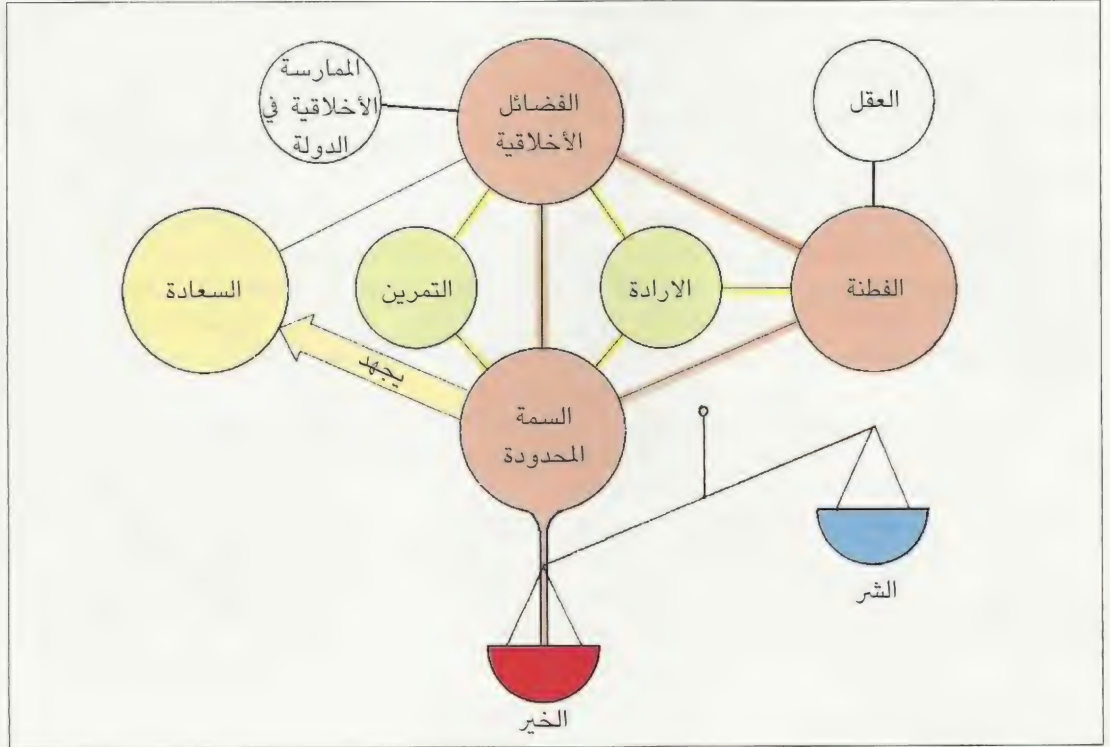 الممارسة
الأخلاقية في
الدولة
الفضائل
الأخلاقية
العقل
السعادة
التمرين
الارادة
الفطنة
يجهد
السمة
المحدودة
الشر
الخير